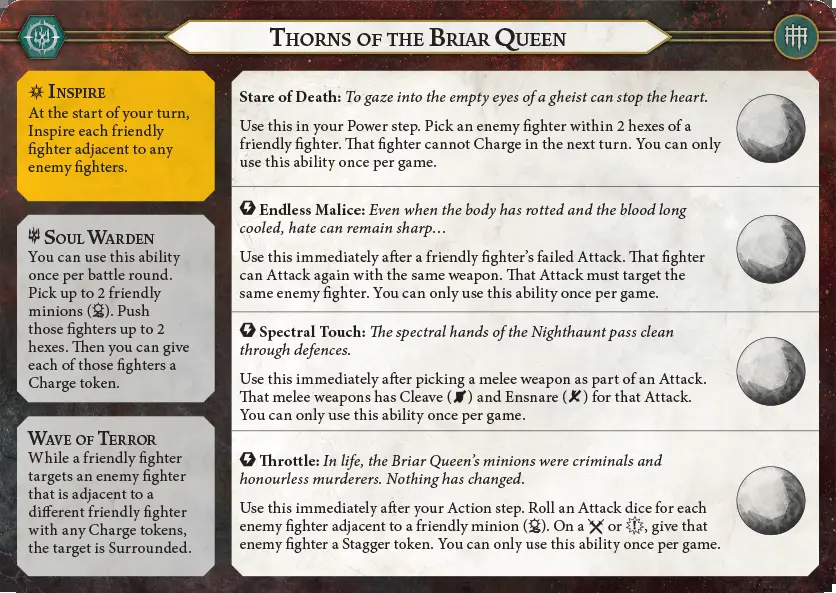 Thorns of the Briar Queen
Inspire
At the start of your turn,
Inspire each friendly
fighter adjacent to any
enemy fighters.
Soul Warden
You can use this ability
once per battle round.
Pick up to 2 friendly
minions (). Push
those fighters up to 2
hexes. Then you can give
each of those fighters a
Charge token.
Wave of Terror
While a friendly fighter
targets an enemy fighter
that is adjacent to a
different friendly fighter
with any Charge tokens,
the target is Surrounded.
Stare of Death: To gaze into the empty eyes of a gheist can stop the heart.
Use this in your Power step. Pick an enemy fighter within 2 hexes of a
friendly fighter. That fighter cannot Charge in the next turn. You can only
use this ability once per game.
Endless Malice: Even when the body has rotted and the blood long
cooled, hate can remain sharp…
Use this immediately after a friendly fighter's failed Attack. That fighter
can Attack again with the same weapon. That Attack must target the
same enemy fighter. You can only use this ability once per game.
Spectral Touch: The spectral hands of the Nighthaunt pass clean
through defences.
Use this immediately after picking a melee weapon as part of an Attack.
That melee weapons has Cleave () and Ensnare () for that Attack.
You can only use this ability once per game.
Throttle: In life, the Briar Queen's minions were criminals and
honourless murderers. Nothing has changed.
Use this immediately after your Action step. Roll an Attack dice for each
enemy fighter adjacent to a friendly minion (). On a or , give that
enemy fighter a Stagger token. You can only use this ability once per game.